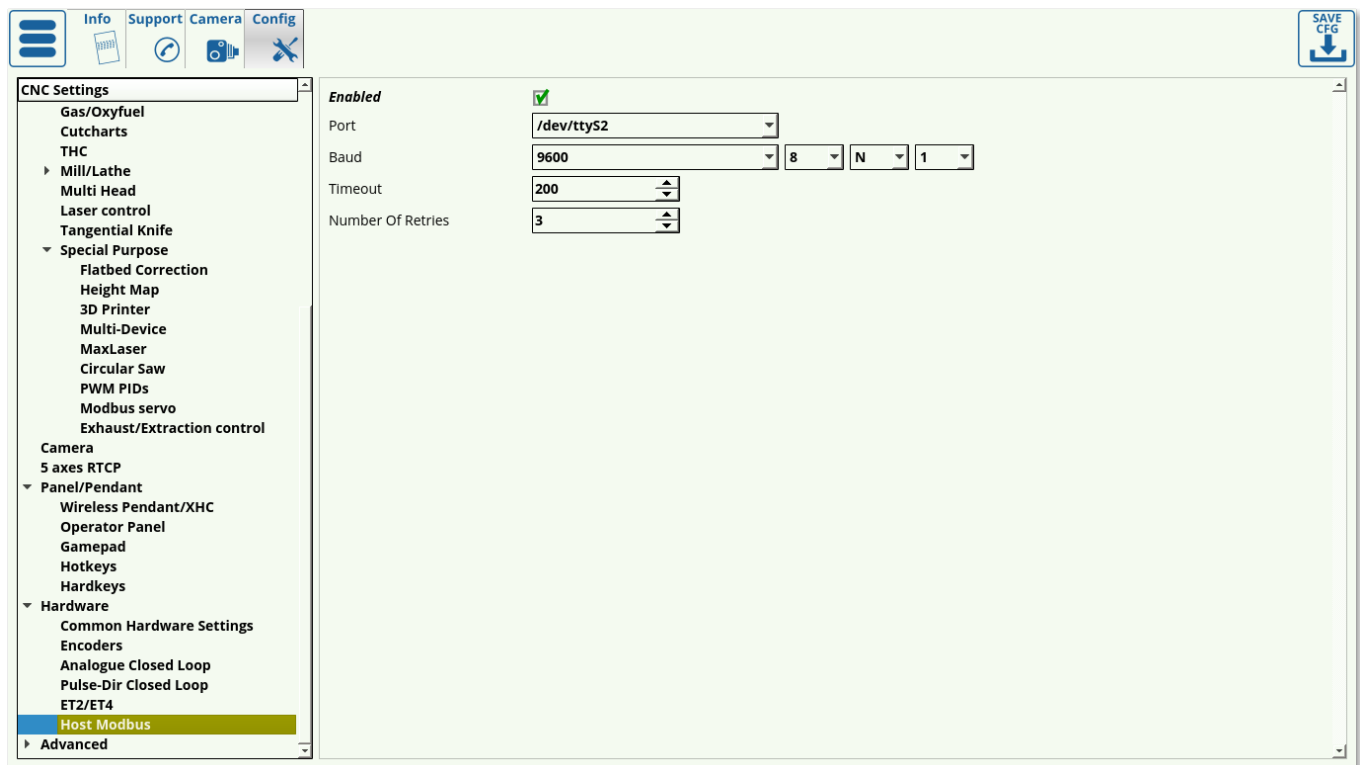 Info
Support
Camera
Config
SAVE
CFG
CNC Settings
Gas/Oxyfuel
Cutcharts
THC
Mill/Lathe
Multi Head
Laser control
Tangential Knife
Special Purpose
Flatbed Correction
Height Map
3D Printer
Multi-Device
MaxLaser
Circular Saw
PWM PIDs
Modbus servo
Exhaust/Extraction control
Camera
5 axes RTCP
Panel/Pendant
Wireless Pendant/XHC
Operator Panel
Gamepad
Hotkeys
Hardkeys
Hardware
Common Hardware Settings
Encoders
Analogue Closed Loop
Pulse-Dir Closed Loop
ET2/ET4
Host Modbus
Advanced
Enabled
Port /dev/ttyS2
Baud 9600 8 N 1
Timeout 200
Number Of Retries 3